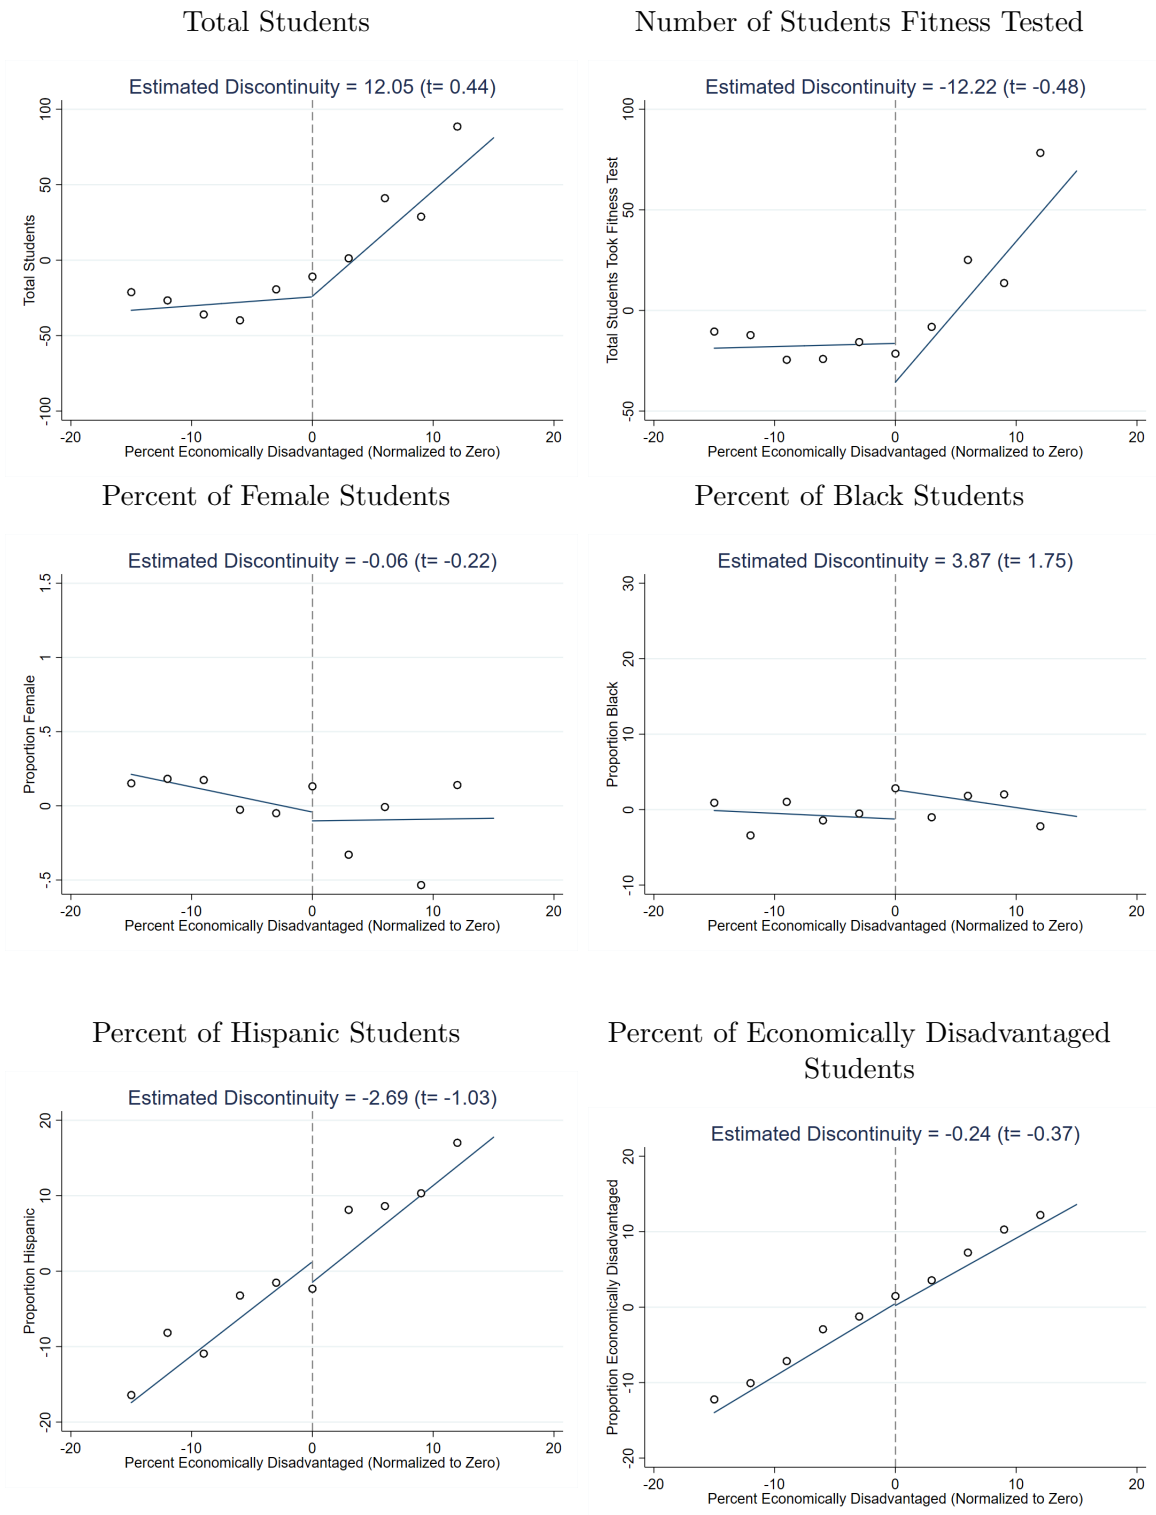 Total Students
Estimated Discontinuity = 12.05 (t= 0.44)
Total Students
100
50
0
-50
-100
-20 -10 0 10 20
Percent Economically Disadvantaged (Normalized to Zero)
Number of Students Fitness Tested
Estimated Discontinuity = -12.22 (t= -0.48)
Total Students Took Fitness Test
100
50
0
-50
-20 -10 0 10 20
Percent Economically Disadvantaged (Normalized to Zero)
Percent of Female Students
Estimated Discontinuity = -0.06 (t= -0.22)
Proportion Female
1.5
1
.5
0
-.5
-20 -10 0 10 20
Percent Economically Disadvantaged (Normalized to Zero)
Percent of Black Students
Estimated Discontinuity = 3.87 (t= 1.75)
Proportion Black
30
20
10
0
-10
-20 -10 0 10 20
Percent Economically Disadvantaged (Normalized to Zero)
Percent of Hispanic Students
Estimated Discontinuity = -2.69 (t= -1.03)
Proportion Hispanic
20
10
0
-10
-20
-20 -10 0 10 20
Percent Economically Disadvantaged (Normalized to Zero)
Percent of Economically Disadvantaged
Students
Estimated Discontinuity = -0.24 (t= -0.37)
Proportion Economically Disadvantaged
20
10
0
-10
-20
-20 -10 0 10 20
Percent Economically Disadvantaged (Normalized to Zero)